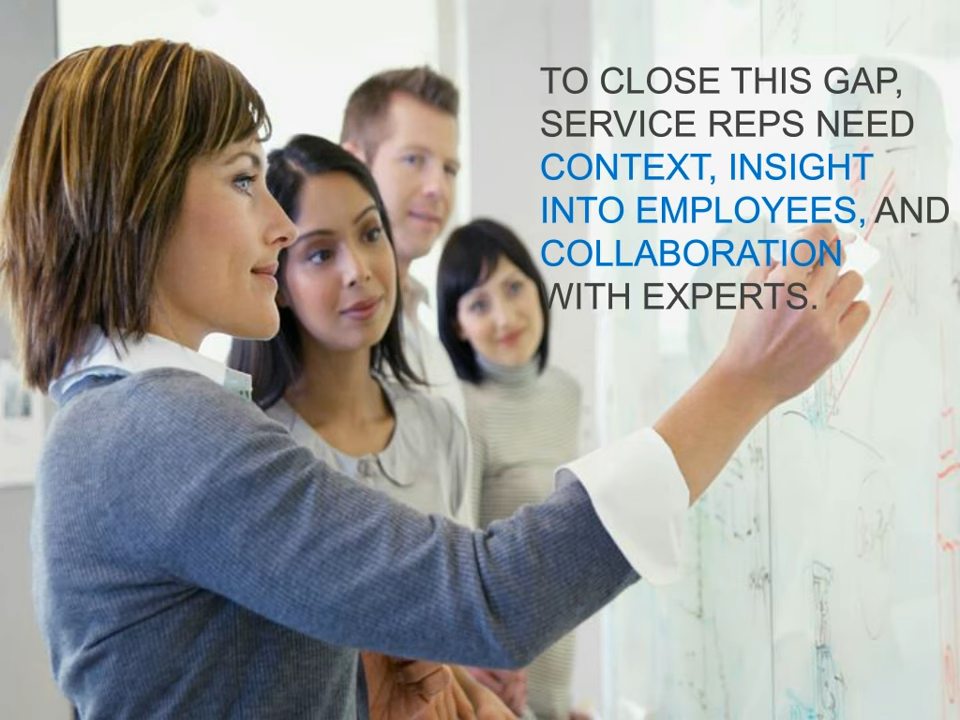 TO CLOSE THIS GAP,
SERVICE REPS NEED
CONTEXT, INSIGHT
INTO EMPLOYEES, AND
COLLABORATION
WITH EXPERTS.